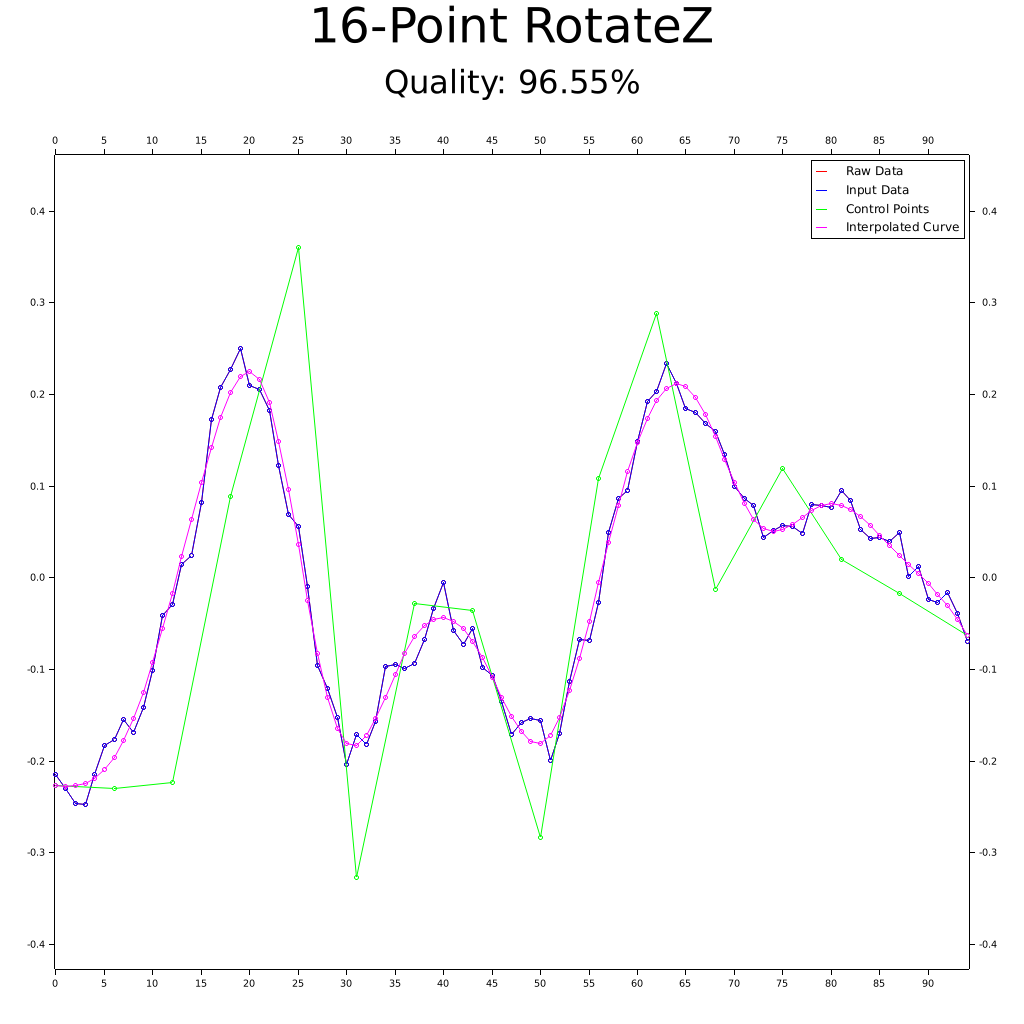 16-Point RotateZ
Quality: 96.55%
0 5 10 15 20 25 30 35 40 45 50 55 60 65 70 75 80 85 90
Raw Data
Input Data
Control Points
Interpolated Curve
0.4 0.4
0.3 0.3
0.2 0.2
0.1 0.1
0.0 0.0
-0.1 -0.1
-0.2 -0.2
-0.3 -0.3
-0.4 -0.4
0 5 10 15 20 25 30 35 40 45 50 55 60 65 70 75 80 85 90